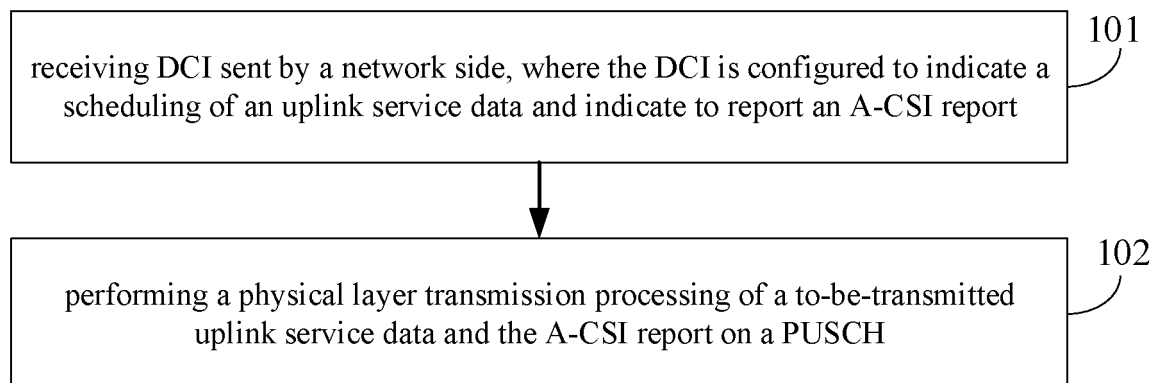 101
receiving DCI sent by a network side, where the DCI is configured to indicate a
scheduling of an uplink service data and indicate to report an A-CSI report
102
performing a physical layer transmission processing of a to-be-transmitted
uplink service data and the A-CSI report on a PUSCH